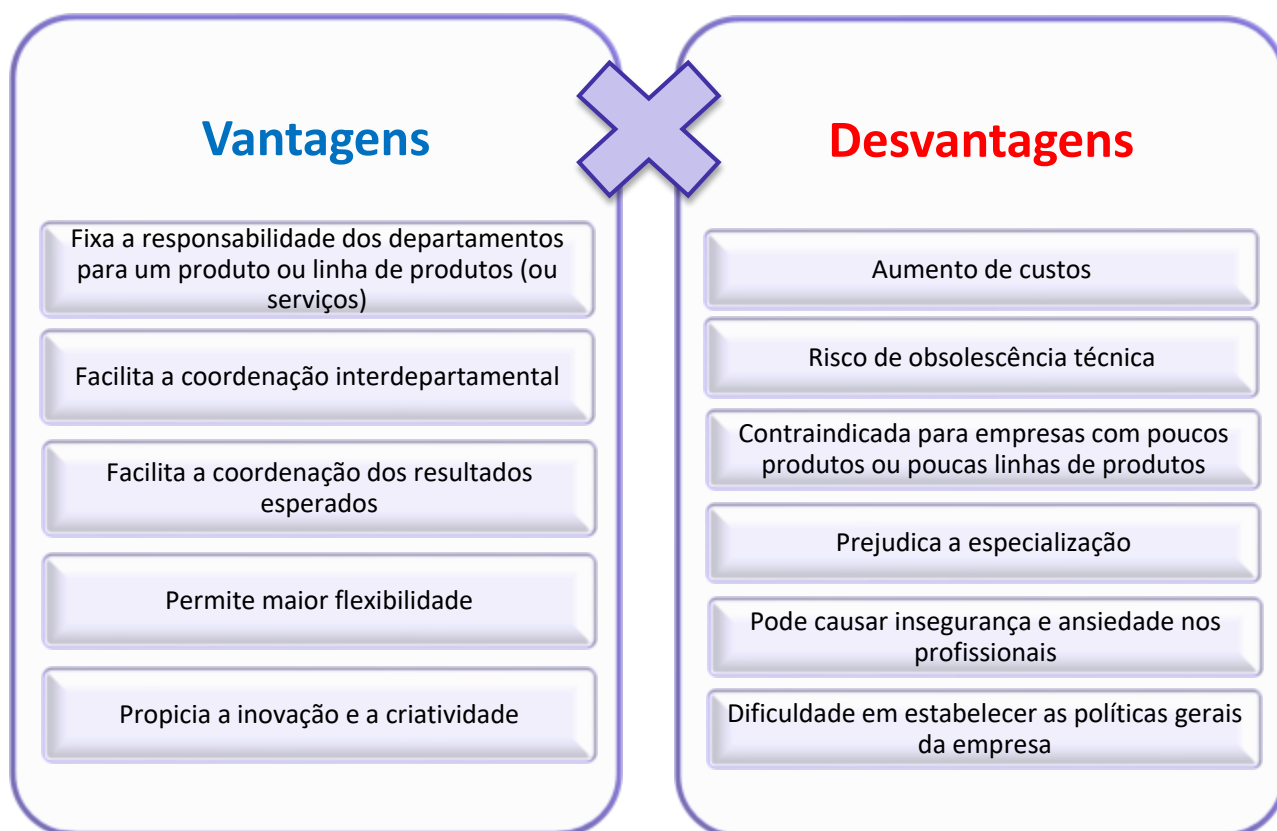 Vantagens
Fixa a responsabilidade dos departamentos
para um produto ou linha de produtos (ou
serviços)
Facilita a coordenação interdepartamental
Facilita a coordenação dos resultados
esperados
Permite maior flexibilidade
Propicia a inovação e a criatividade
Desvantagens
Aumento de custos
Risco de obsolescência técnica
Contraindicada para empresas com poucos
produtos ou poucas linhas de produtos
Prejudica a especialização
Pode causar insegurança e ansiedade nos
profissionais
Dificuldade em estabelecer as políticas gerais
da empresa